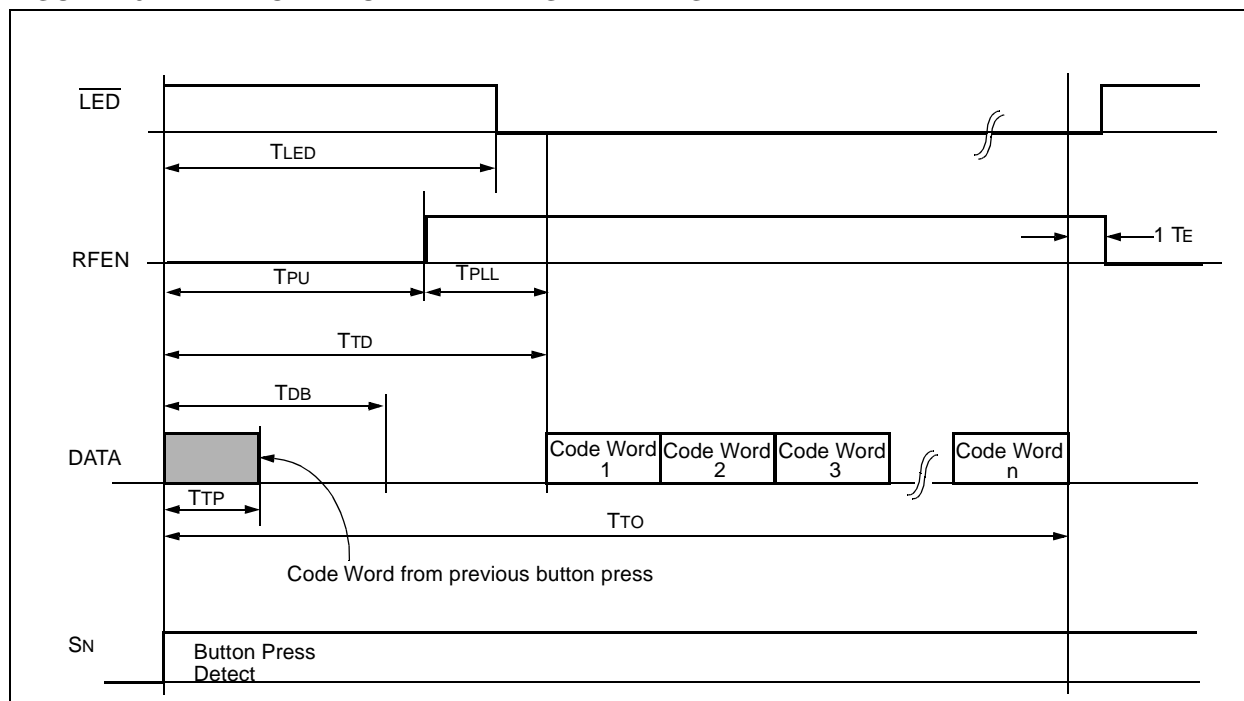 LED
TLED
RFEN
1 TE
TPU
TPLL
TTD
TDB
DATA
Code Word
1
Code Word
2
Code Word
3
Code Word
n
TTP
TTO
Code Word from previous button press
SN
Button Press
Detect